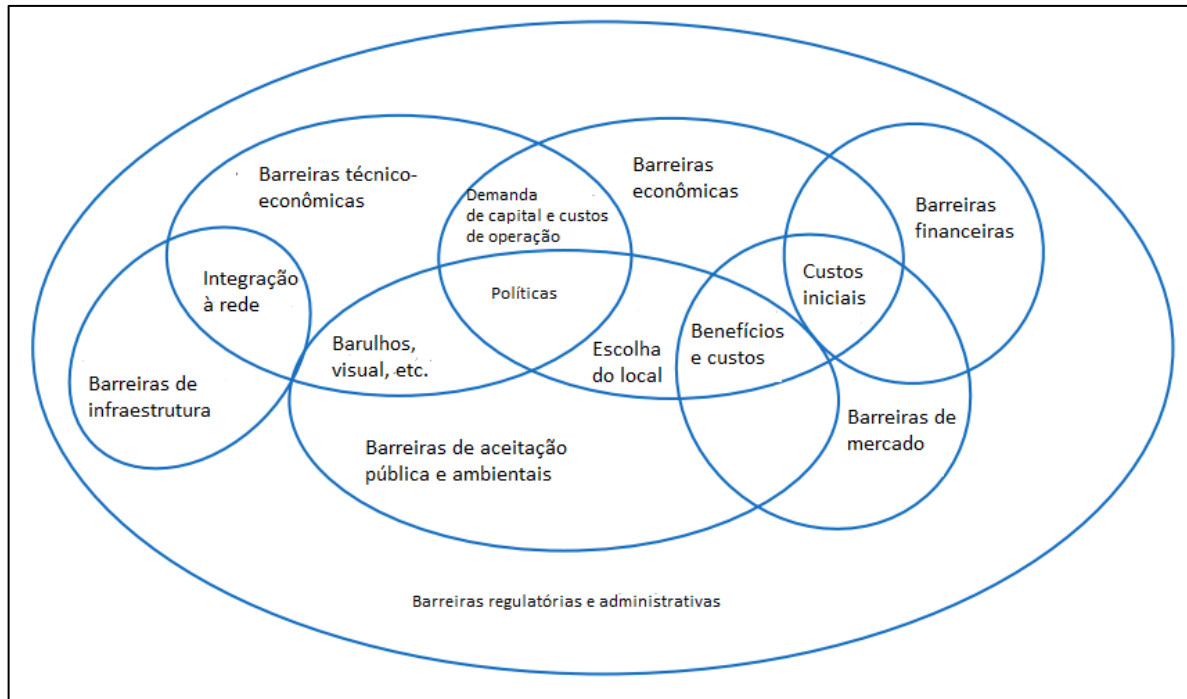 Barreiras técnico-
econômicas
Demanda
de capital e custos
de operação
Barreiras
econômicas
Barreiras
financeiras
Integração
à rede
Políticas
Custos
iniciais
Barulhos,
visual, etc.
Escolha
do local
Benefícios
e custos
Barreiras de
infraestrutura
Barreiras de
mercado
Barreiras de aceitação
pública e ambientais
Barreiras regulatórias e administrativas